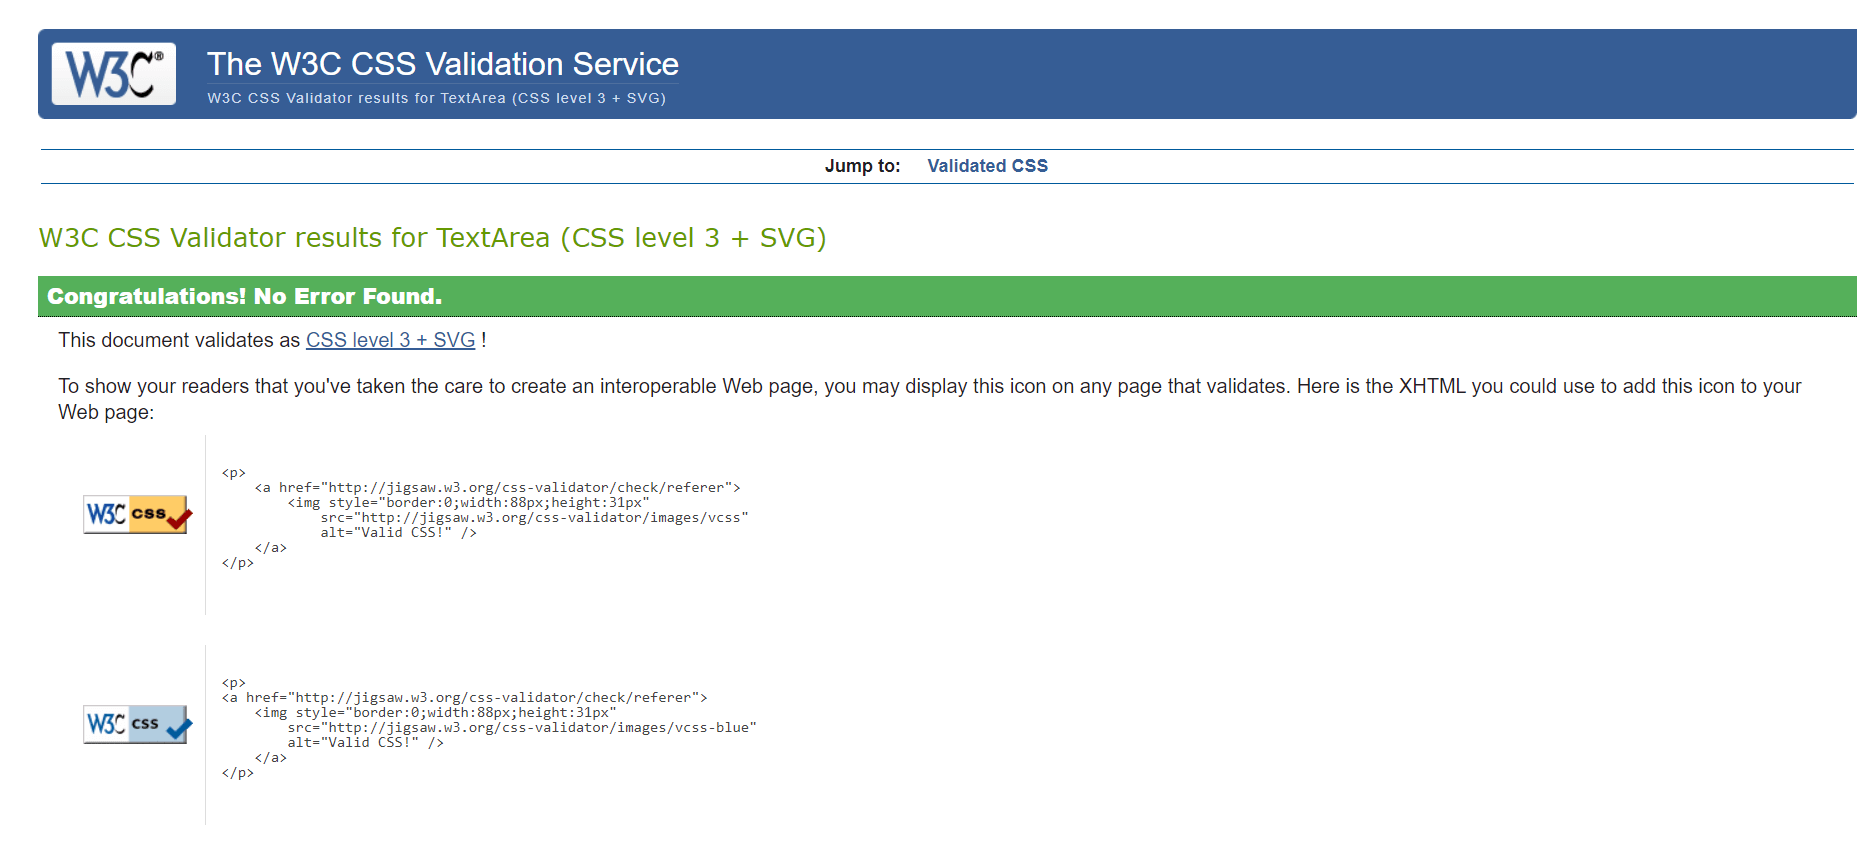 W3C®
The W3C CSS Validation Service
W3C CSS Validator results for TextArea (CSS level 3 + SVG)
Jump to: Validated CSS
W3C CSS Validator results for TextArea (CSS level 3 + SVG)
Congratulations! No Error Found.
This document validates as CSS level 3 + SVG !
To show your readers that you've taken the care to create an interoperable Web page, you may display this icon on any page that validates. Here is the XHTML you could use to add this icon to your
Web page:
W3C css
<p>
    <a href="http://jigsaw.w3.org/css-validator/check/referer">
        <img style="border:0;width:88px;height:31px"
            src="http://jigsaw.w3.org/css-validator/images/vcss"
            alt="Valid CSS!" />
    </a>
</p>
W3C css
<p>
<a href="http://jigsaw.w3.org/css-validator/check/referer">
    <img style="border:0;width:88px;height:31px"
        src="http://jigsaw.w3.org/css-validator/images/vcss-blue"
        alt="Valid CSS!" />
    </a>
</p>